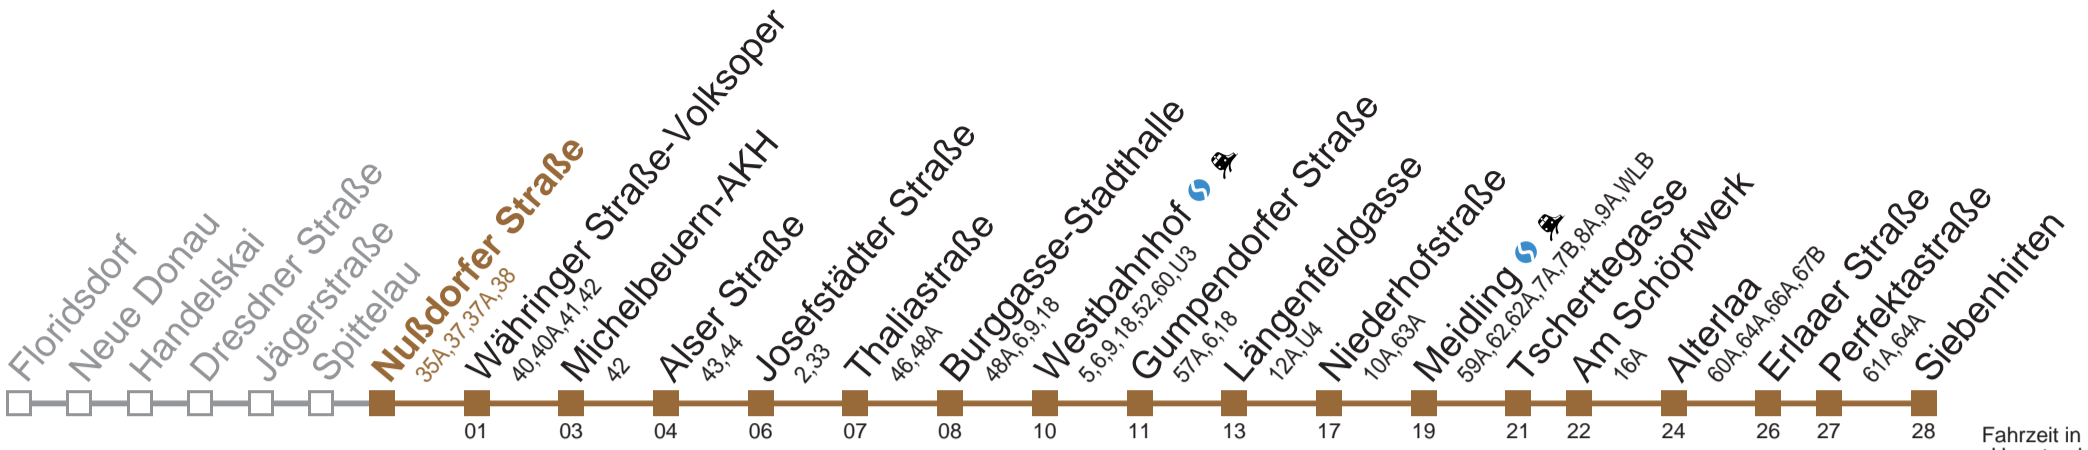 Floridsdorf
Neue Donau
Handelskai
Dresdner Straße
Jägerstraße
Spittelau
Nußdorfer Straße
35A,37,37A,38
Währinger Straße-Volksoper
40,40A,41,42
Michelbeuern-AKH
42
Alser Straße
43,44
Josefstädter Straße
2,33
Thaliastraße
46,48A
Burggasse-Stadthalle
48A,6,9,18
Westbahnhof
5,6,9,18,52,60,U3
Gumpendorfer Straße
57A,6,18
Längenfeldgasse
12A,U4
Niederhofstraße
10A,63A
Meidling
59A,62,62A,7A,7B,8A,9A,WLB
Tscherttegasse
Am Schöpfwerk
16A
Alterlaa
60A,64A,66A,67B
Erlaaer Straße
Perfektastraße
61A,64A
Siebenhirten
01 03 04 06 07 08 10 11 13 17 19 21 22 24 26 27 28
Fahrzeit in